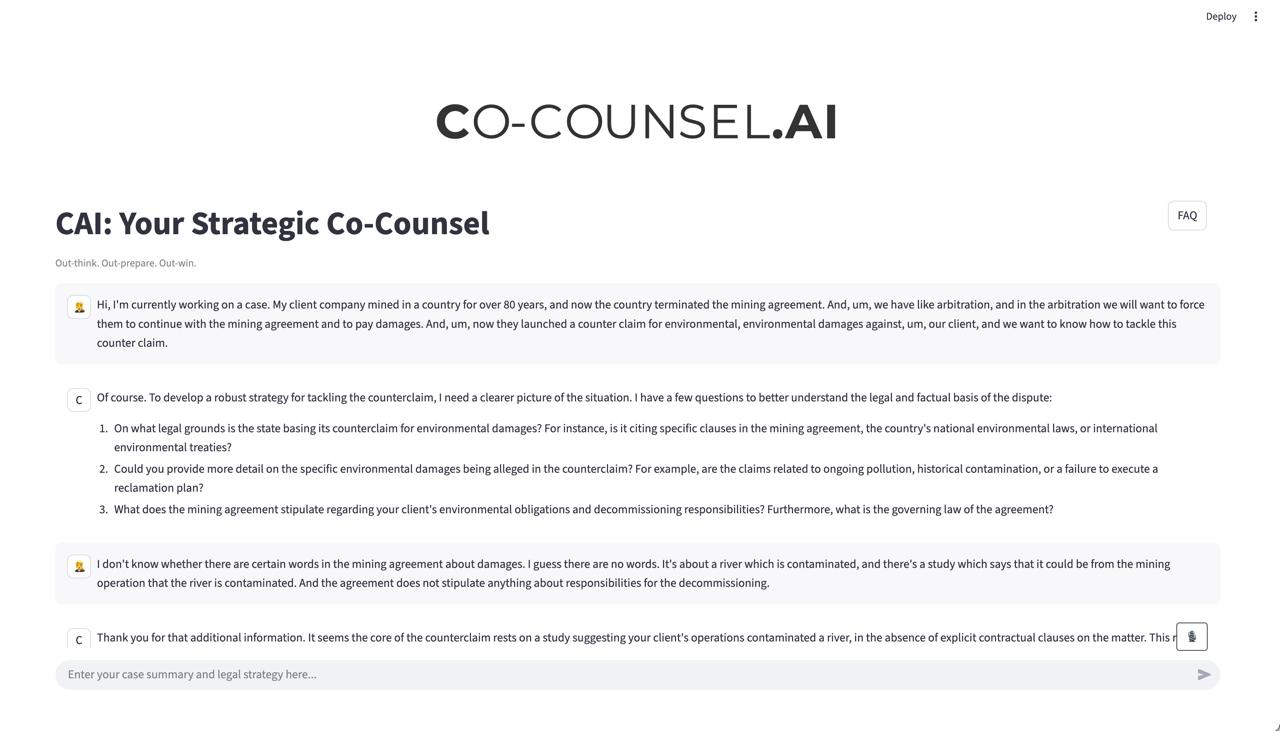 Deploy
CO-COUNSEL.AI
CAI: Your Strategic Co-Counsel
FAQ
Out-think. Out-prepare. Out-win.
Hi, I'm currently working on a case. My client company mined in a country for over 80 years, and now the country terminated the mining agreement. And, um, we have like arbitration, and in the arbitration we will want to force
them to continue with the mining agreement and to pay damages. And, um, now they launched a counter claim for environmental, environmental damages against, um, our client, and we want to know how to tackle this
counter claim.
C
Of course. To develop a robust strategy for tackling the counterclaim, I need a clearer picture of the situation. I have a few questions to better understand the legal and factual basis of the dispute:
1. On what legal grounds is the state basing its counterclaim for environmental damages? For instance, is it citing specific clauses in the mining agreement, the country's national environmental laws, or international
environmental treaties?
2. Could you provide more detail on the specific environmental damages being alleged in the counterclaim? For example, are the claims related to ongoing pollution, historical contamination, or a failure to execute a
reclamation plan?
3. What does the mining agreement stipulate regarding your client's environmental obligations and decommissioning responsibilities? Furthermore, what is the governing law of the agreement?
I don't know whether there are certain words in the mining agreement about damages. I guess there are no words. It's about a river which is contaminated, and there's a study which says that it could be from the mining
operation that the river is contaminated. And the agreement does not stipulate anything about responsibilities for the decommissioning.
C
Thank you for that additional information. It seems the core of the counterclaim rests on a study suggesting your client's operations contaminated a river, in the absence of explicit contractual clauses on the matter. This
Enter your case summary and legal strategy here...